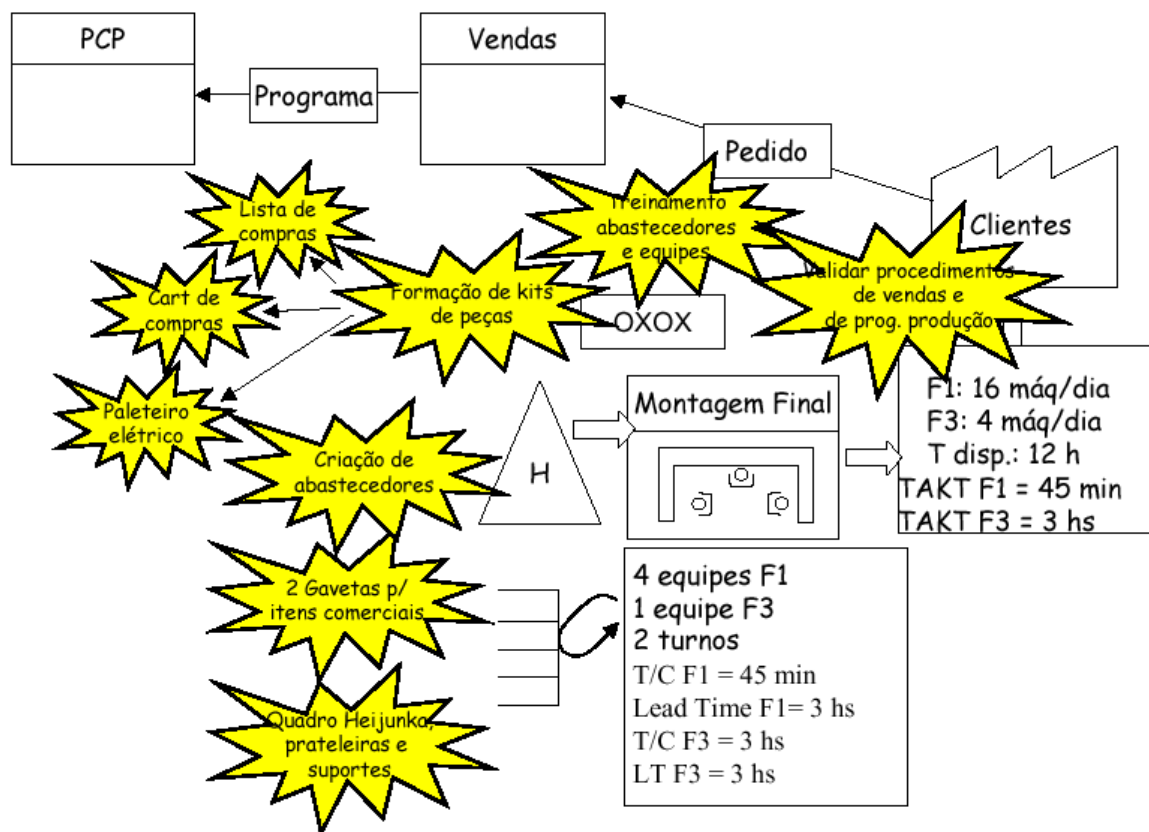 PCP
Vendas
Programa
Pedido
Clientes
Lista de
compras
Treinamento
abastecedores
e equipes
Validar procedimentos
de vendas e
de prog. produção
Cart de
compras
Formação de kits
de peças
OXOX
Paleteiro
elétrico
Criação de
abastecedores
H
Montagem Final
F1: 16 máq/dia
F3: 4 máq/dia
T disp.: 12 h
TAKT F1 = 45 min
TAKT F3 = 3 hs
2 Gavetas p/
itens comerciais
4 equipes F1
1 equipe F3
2 turnos
T/C F1 = 45 min
Lead Time F1= 3 hs
T/C F3 = 3 hs
LT F3 = 3 hs
Quadro Heijunka,
prateleiras e
suportes